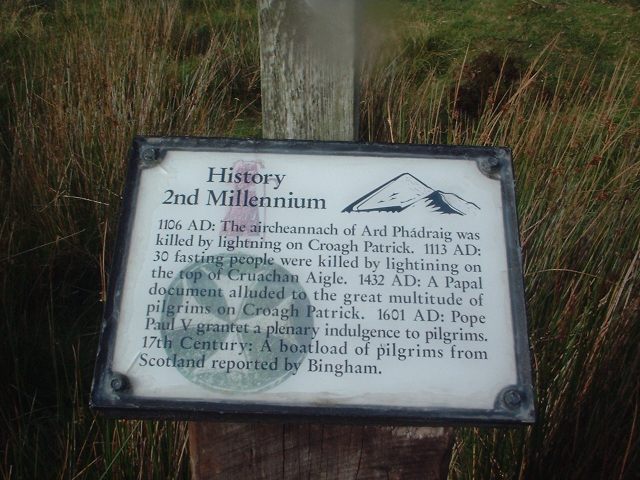 History
2nd Millennium
1106 AD: The aircheannach of Ard Phádraig was
killed by lightning on Croagh Patrick. 1113 AD:
30 fasting people were killed by lightining on
the top of Cruachan Aigle. 1432 AD: A Papal
document alluded to the great multitude of
pilgrims on Croagh Patrick. 1601 AD: Pope
Paul V grantet a plenary indulgence to pilgrims.
17th Century: A boatload of pilgrims from
Scotland reported by Bingham.